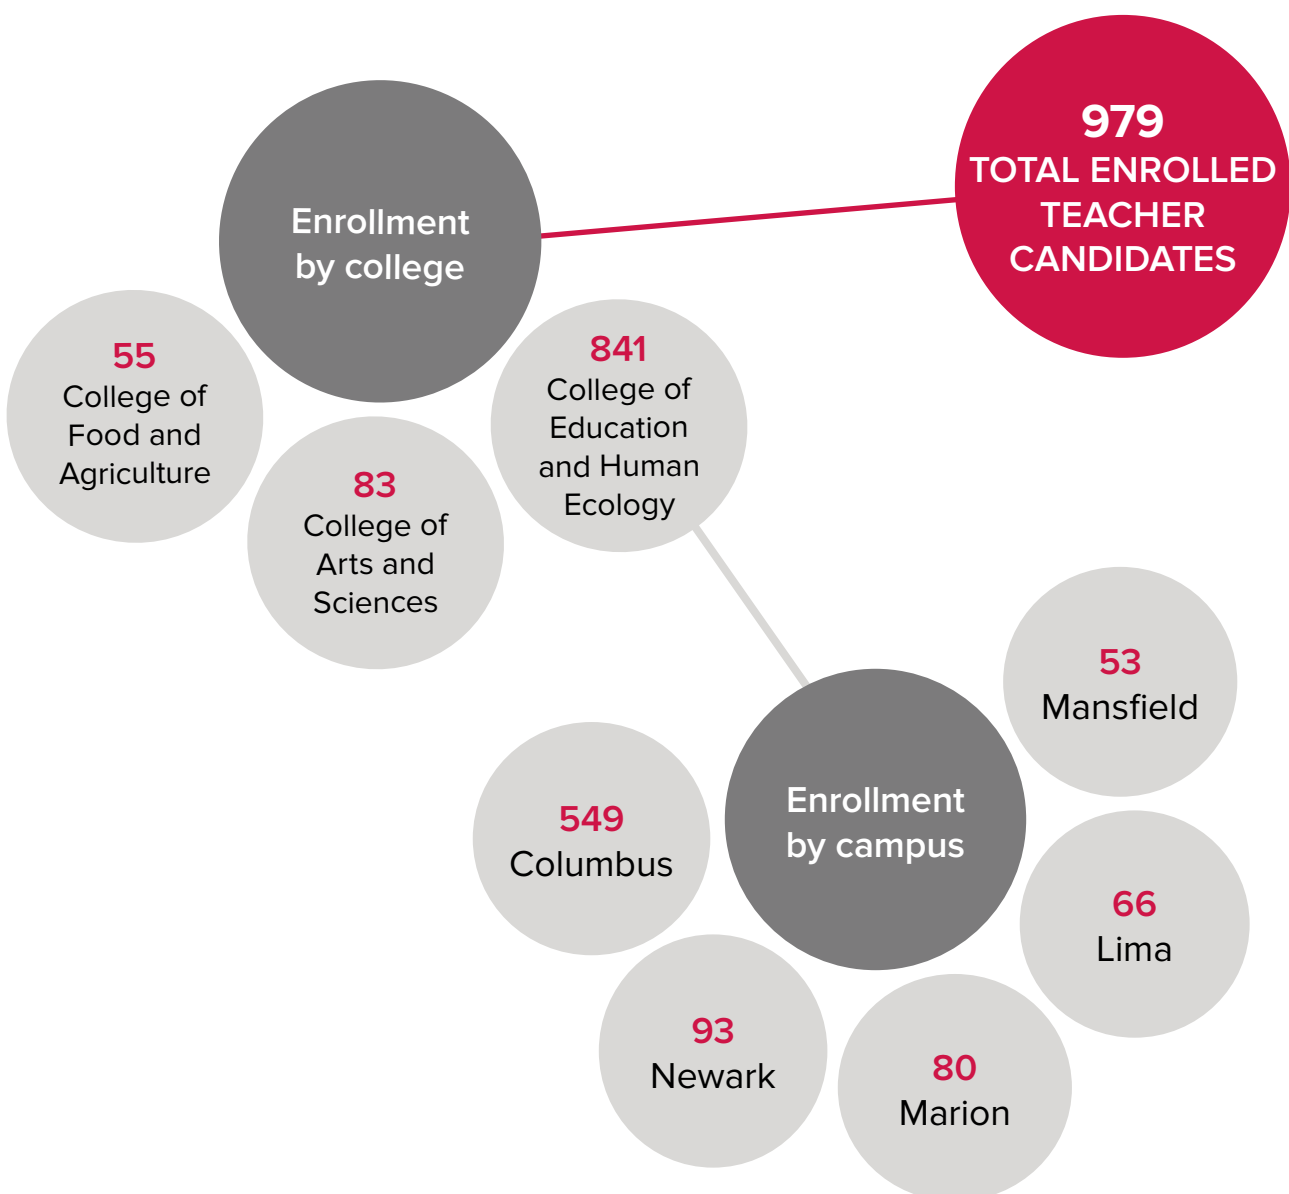 979
TOTAL ENROLLED
TEACHER
CANDIDATES
Enrollment
by college
55
College of
Food and
Agriculture
83
College of
Arts and
Sciences
841
College of
Education
and Human
Ecology
Enrollment
by campus
549
Columbus
93
Newark
80
Marion
66
Lima
53
Mansfield